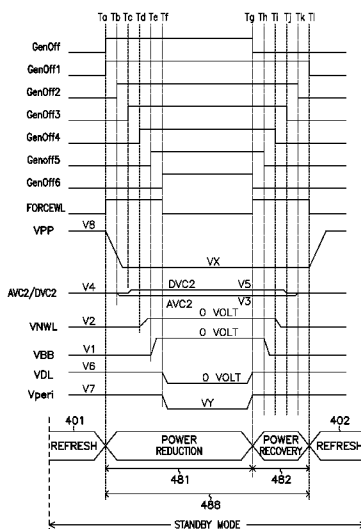 Ta Tb Tc Td Te Tf Tg Th Ti Tj Tk Tl
GenOff
GenOff1
GenOff2
GenOff3
GenOff4
Genoff5
GenOff6
FORCEWL
VPP V8 VX
AVC2/DVC2 V4 DVC2 V5
AVC2 V3
VNWL V2 0 VOLT
VBB V1 0 VOLT
VDL V6 0 VOLT
Vperi V7 VY
401 402
REFRESH POWER REDUCTION POWER RECOVERY REFRESH
481 482
488
STANDBY MODE